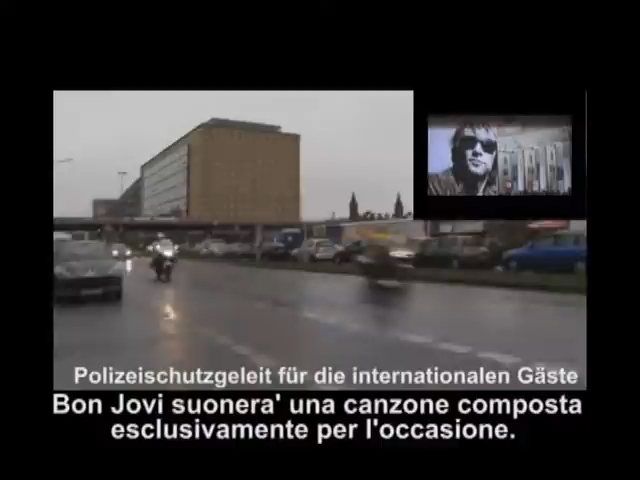 Polizeischutzgeleit für die internationalen Gäste
Bon Jovi suonera' una canzone composta
esclusivamente per l'occasione.